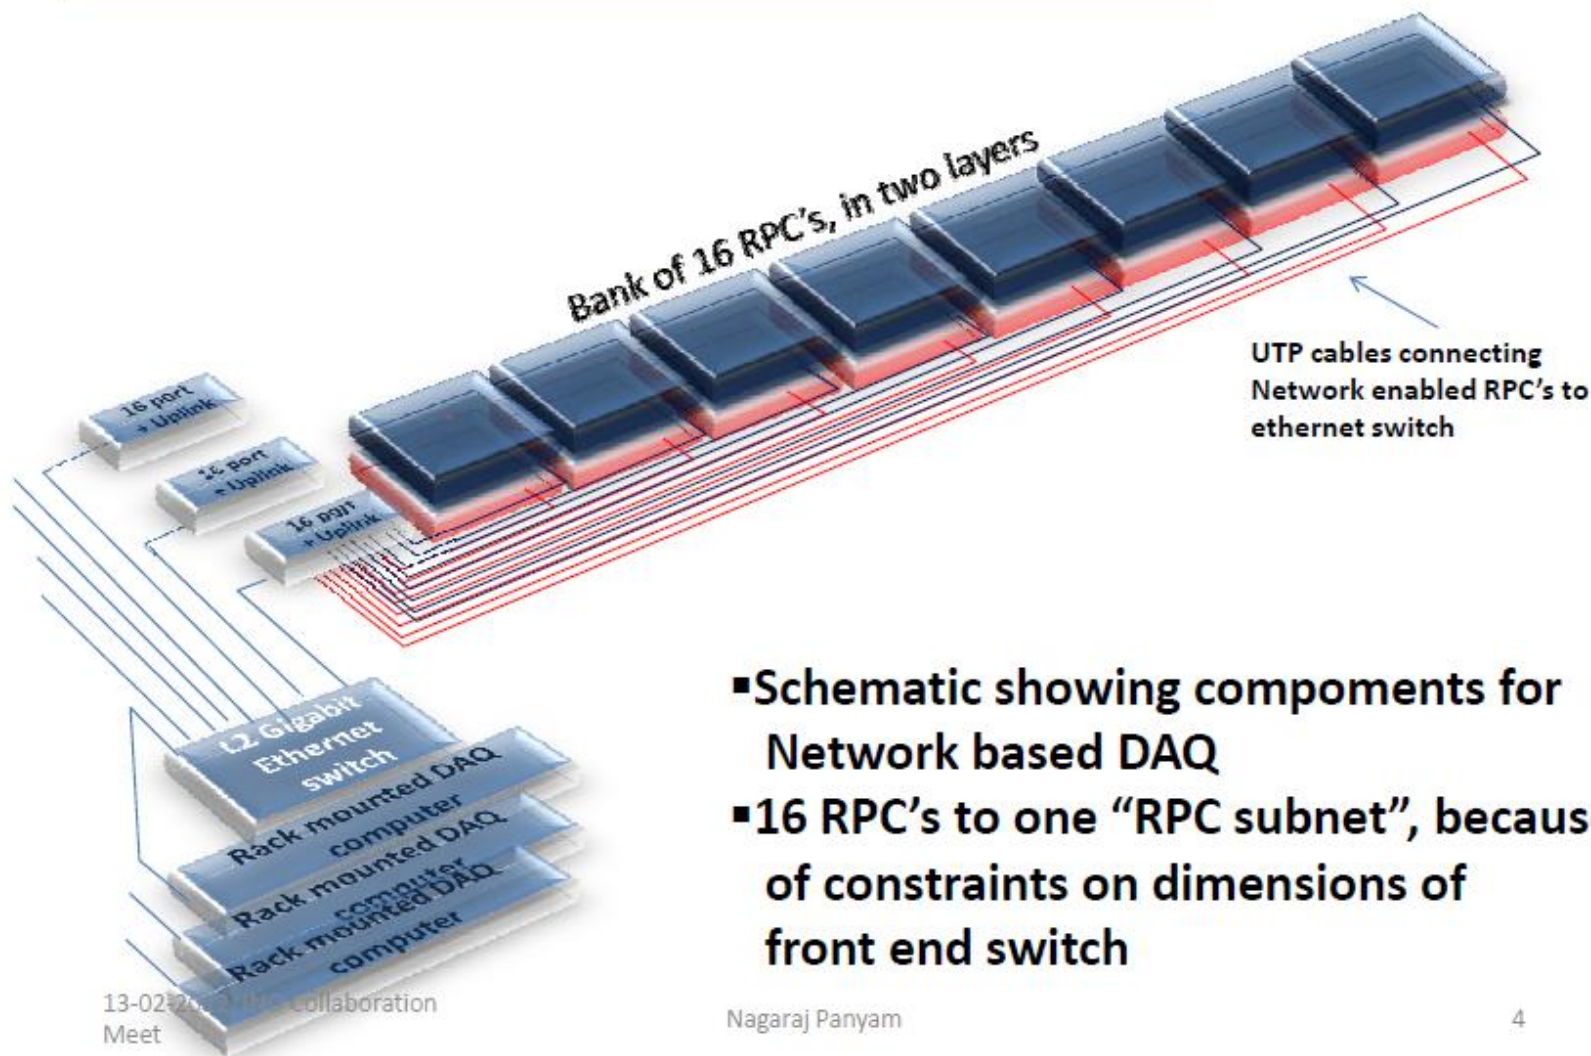 Bank of 16 RPC's, in two layers
UTP cables connecting
Network enabled RPC's to
ethernet switch
16 port
+ Uplink
16 port
+ Uplink
16 port
+ Uplink
L2 Gigabit
Ethernet
switch
Rack mounted DAQ
computer
Rack mounted DAQ
computer
Rack mounted DAQ
computer
▪Schematic showing compoments for
Network based DAQ
▪16 RPC's to one “RPC subnet”, becaus
of constraints on dimensions of
front end switch
13-02- Collaboration
Meet
Nagaraj Panyam
4